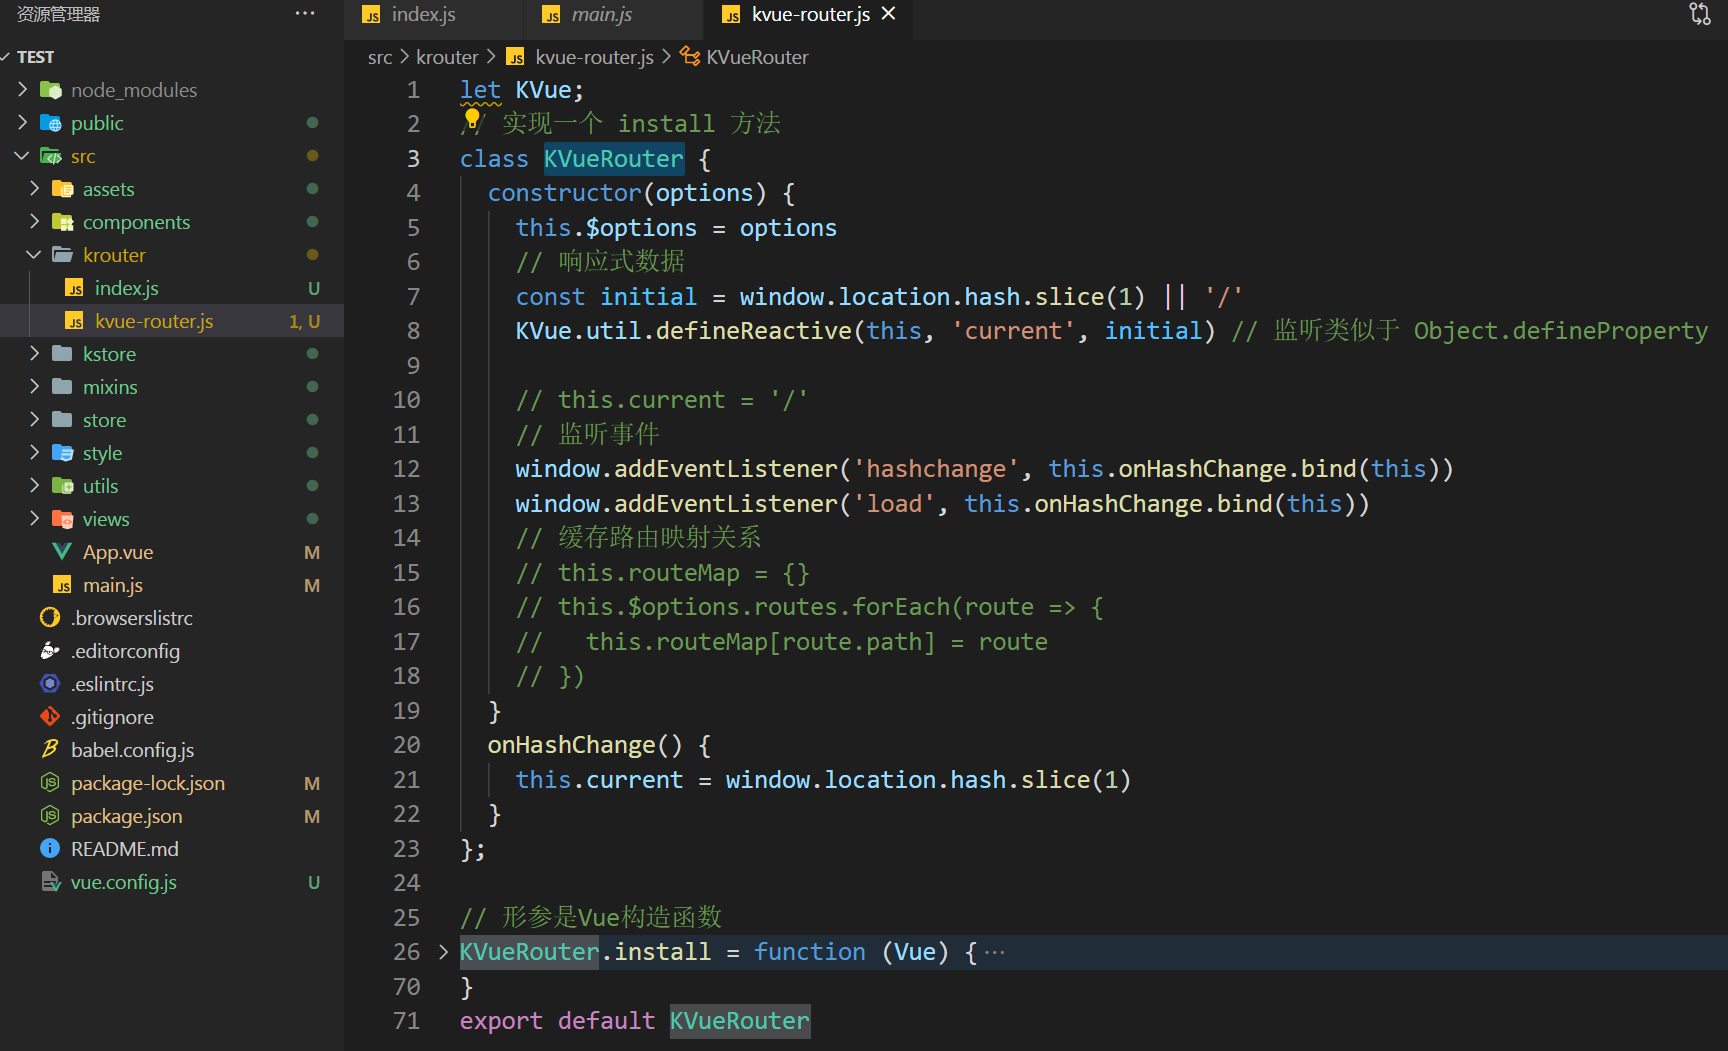 资源管理器 ···
TEST
node_modules
public
src
assets
components
krouter
index.js U
kvue-router.js 1, U
kstore
mixins
store
style
utils
views
App.vue M
main.js M
.browserslistrc
.editorconfig
.eslintrc.js
.gitignore
babel.config.js
package-lock.json M
package.json M
README.md
vue.config.js U
JS index.js JS main.js JS kvue-router.js ×
src > krouter > JS kvue-router.js > KVueRouter
1 let KVue;
2 // 实现一个 install 方法
3 class KVueRouter {
4 constructor(options) {
5 this.$options = options
6 // 响应式数据
7 const initial = window.location.hash.slice(1) || '/'
8 KVue.util.defineReactive(this, 'current', initial) // 监听类似于 Object.defineProperty
9
10 // this.current = '/'
11 // 监听事件
12 window.addEventListener('hashchange', this.onHashChange.bind(this))
13 window.addEventListener('load', this.onHashChange.bind(this))
14 // 缓存路由映射关系
15 // this.routeMap = {}
16 // this.$options.routes.forEach(route => {
17 //   this.routeMap[route.path] = route
18 // })
19 }
20 onHashChange() {
21 this.current = window.location.hash.slice(1)
22 }
23 };
24
25 // 形参是Vue构造函数
26 > KVueRouter.install = function (Vue) {···
70 }
71 export default KVueRouter